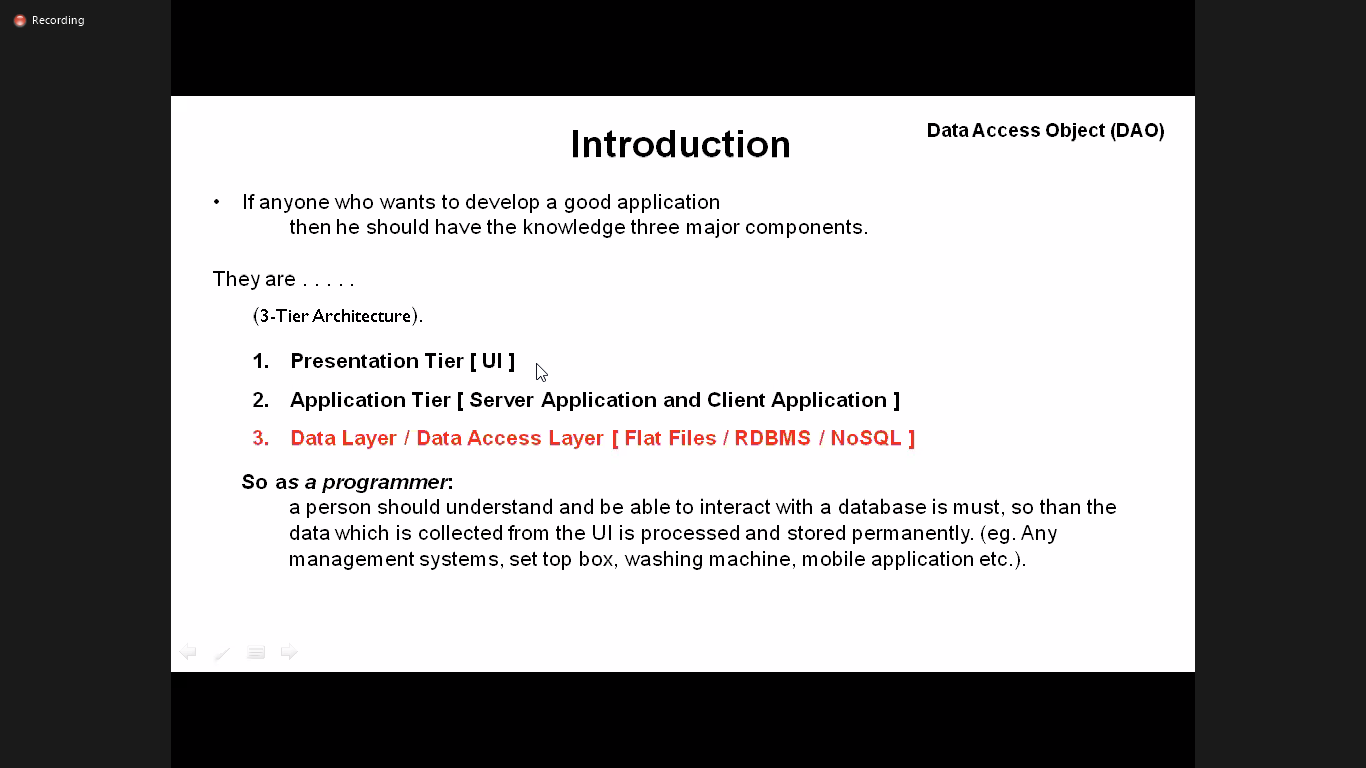 Recording
Introduction
Data Access Object (DAO)
• If anyone who wants to develop a good application
then he should have the knowledge three major components.
They are . . . . .
(3-Tier Architecture).
1. Presentation Tier [ UI ]
2. Application Tier [ Server Application and Client Application ]
3. Data Layer / Data Access Layer [ Flat Files / RDBMS / NoSQL ]
So as a programmer:
a person should understand and be able to interact with a database is must, so than the
data which is collected from the UI is processed and stored permanently. (eg. Any
management systems, set top box, washing machine, mobile application etc.).